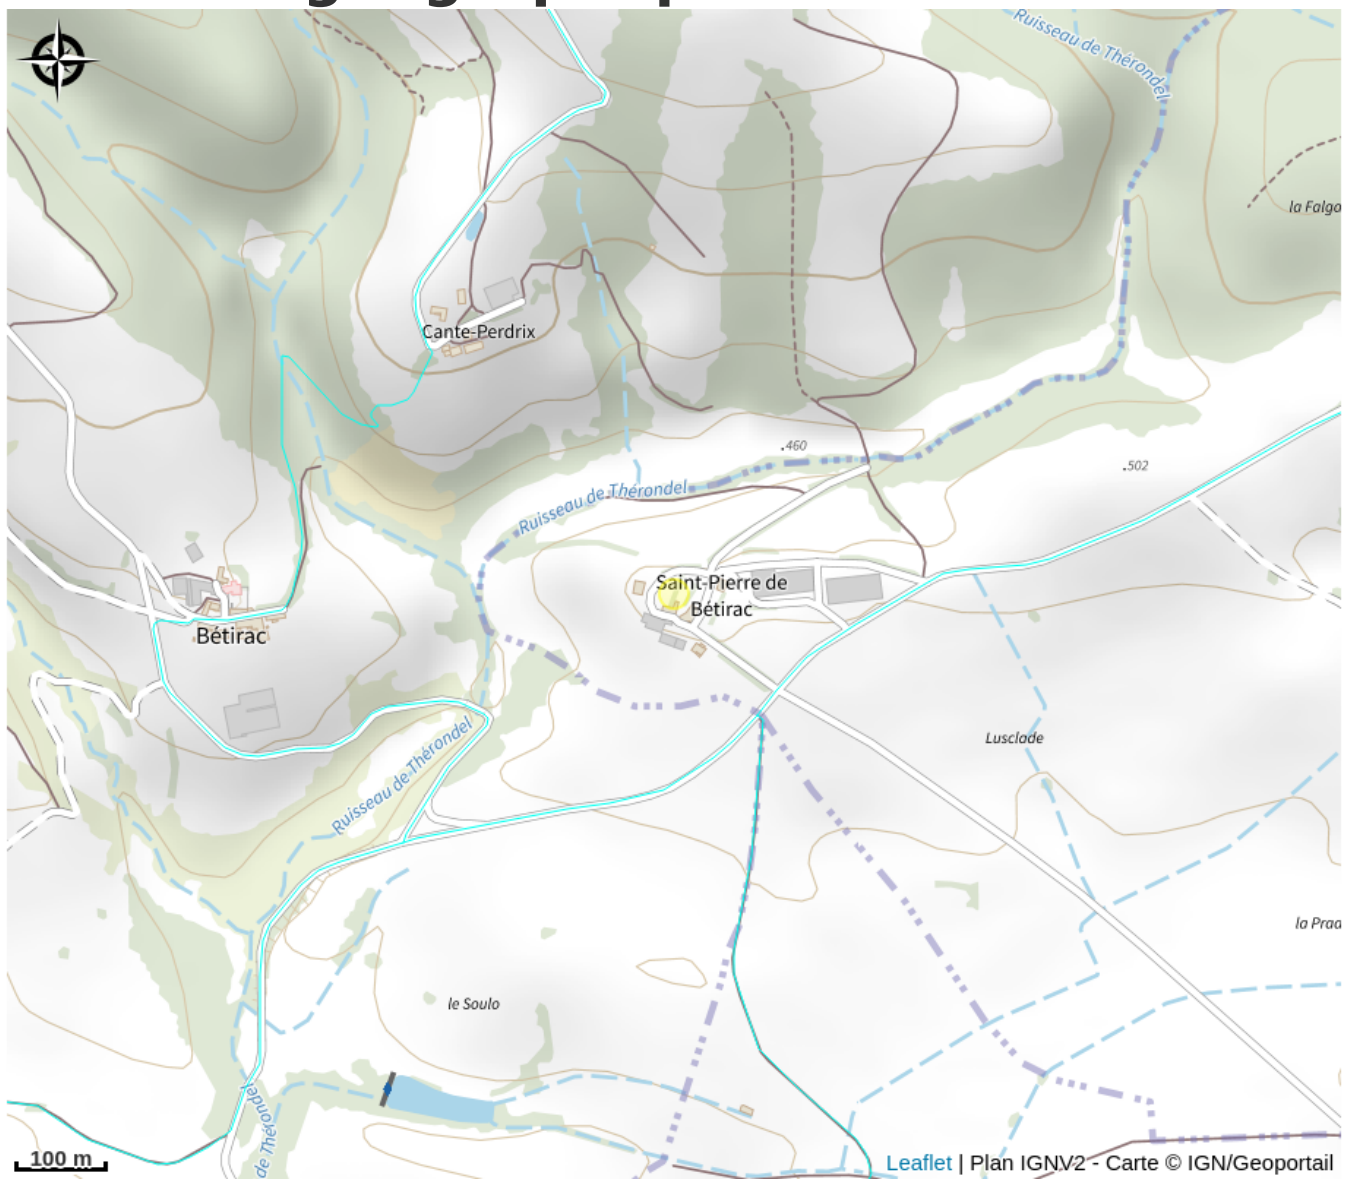 Ruisseau de Thérondel
la Falgo
Cante-Perdrix
.460
.502
Ruisseau de Thérondel
Saint-Pierre de
Bétirac
Bétirac
Lusclade
Ruisseau de Thérondel
la Prad
le Soulo
de Thérondel
100 m
Leaflet | Plan IGNV2 - Carte © IGN/Geoportail